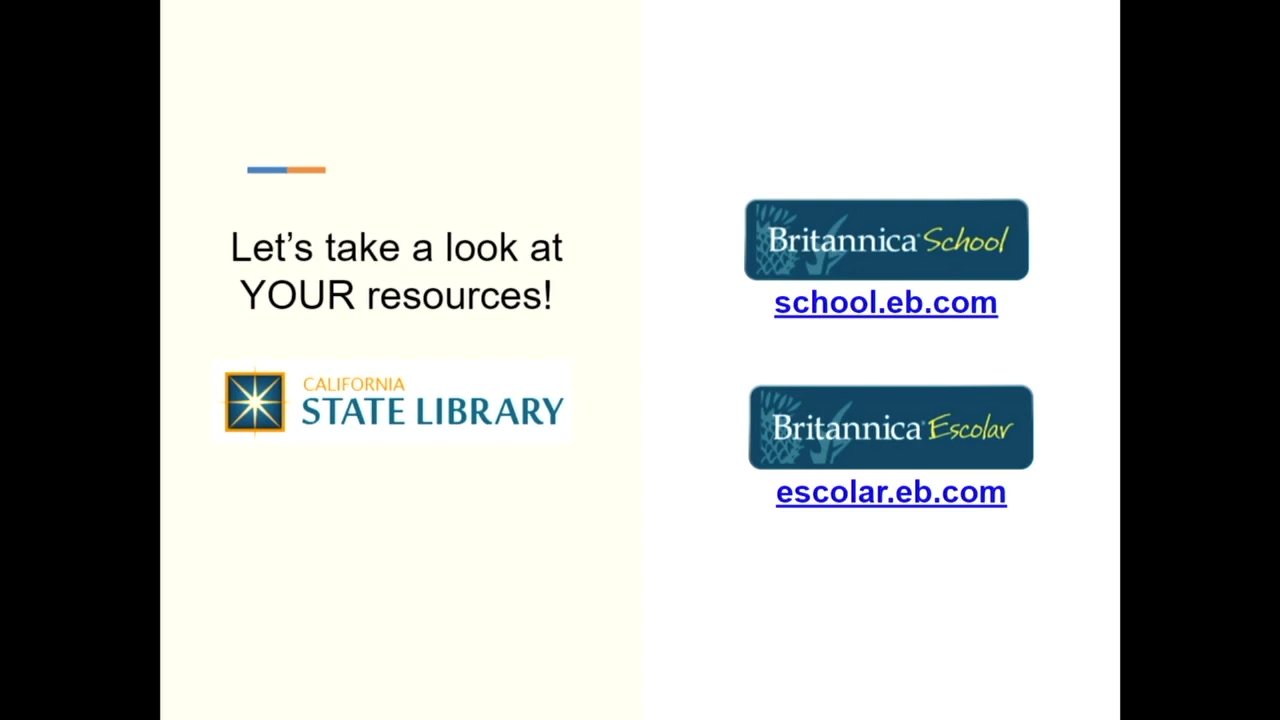 Let’s take a look at
YOUR resources!
CALIFORNIA
STATE LIBRARY
Britannica School
school.eb.com
Britannica Escolar
escolar.eb.com